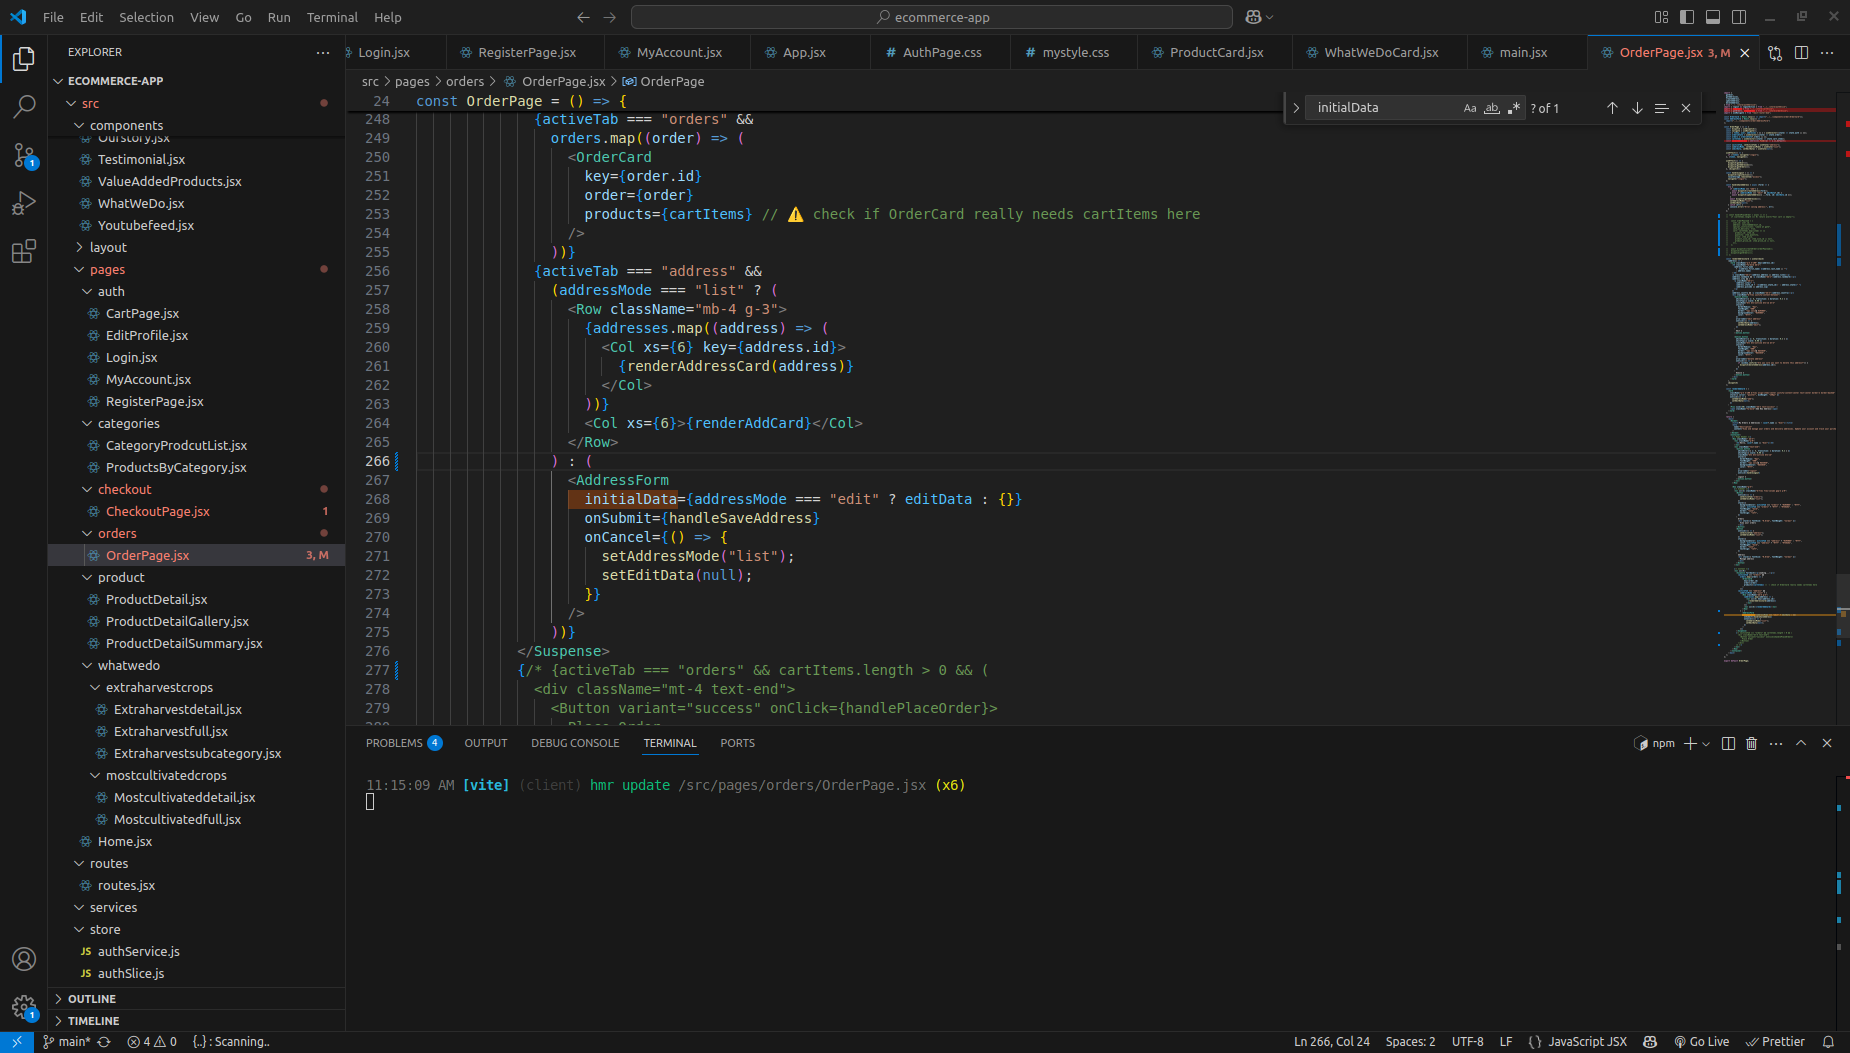 File Edit Selection View Go Run Terminal Help
ecommerce-app
EXPLORER
Login.jsx RegisterPage.jsx MyAccount.jsx App.jsx # AuthPage.css # mystyle.css ProductCard.jsx WhatWeDoCard.jsx main.jsx OrderPage.jsx 3, M
ECOMMERCE-APP
src
components
Ourstory.jsx
Testimonial.jsx
ValueAddedProducts.jsx
WhatWeDo.jsx
Youtubefeed.jsx
layout
pages
auth
CartPage.jsx
EditProfile.jsx
Login.jsx
MyAccount.jsx
RegisterPage.jsx
categories
CategoryProdcutList.jsx
ProductsByCategory.jsx
checkout
CheckoutPage.jsx 1
orders
OrderPage.jsx 3, M
product
ProductDetail.jsx
ProductDetailGallery.jsx
ProductDetailSummary.jsx
whatwedo
extraharvestcrops
Extraharvestdetail.jsx
Extraharvestfull.jsx
Extraharvestsubcategory.jsx
mostcultivatedcrops
Mostcultivateddetail.jsx
Mostcultivatedfull.jsx
Home.jsx
routes
routes.jsx
services
store
JS authService.js
JS authSlice.js
OUTLINE
TIMELINE
src > pages > orders > OrderPage.jsx > OrderPage
initialData Aa ab .* ? of 1
24 const OrderPage = () => {
248 {activeTab === "orders" &&
249 orders.map((order) => (
250 <OrderCard
251 key={order.id}
252 order={order}
253 products={cartItems} // ⚠️ check if OrderCard really needs cartItems here
254 />
255 ))}
256 {activeTab === "address" &&
257 (addressMode === "list" ? (
258 <Row className="mb-4 g-3">
259 {addresses.map((address) => (
260 <Col xs={6} key={address.id}>
261 {renderAddressCard(address)}
262 </Col>
263 ))}
264 <Col xs={6}>{renderAddCard}</Col>
265 </Row>
266 ) : (
267 <AddressForm
268 initialData={addressMode === "edit" ? editData : {}}
269 onSubmit={handleSaveAddress}
270 onCancel={() => {
271 setAddressMode("list");
272 setEditData(null);
273 }}
274 />
275 ))}
276 </Suspense>
277 {/* {activeTab === "orders" && cartItems.length > 0 && (
278 <div className="mt-4 text-end">
279 <Button variant="success" onClick={handlePlaceOrder}>
280 Place Order
PROBLEMS 4 OUTPUT DEBUG CONSOLE TERMINAL PORTS
npm
11:15:09 AM [vite] (client) hmr update /src/pages/orders/OrderPage.jsx (x6)
main* 4 0 {..} : Scanning..
Ln 266, Col 24 Spaces: 2 UTF-8 LF {} JavaScript JSX Go Live Prettier